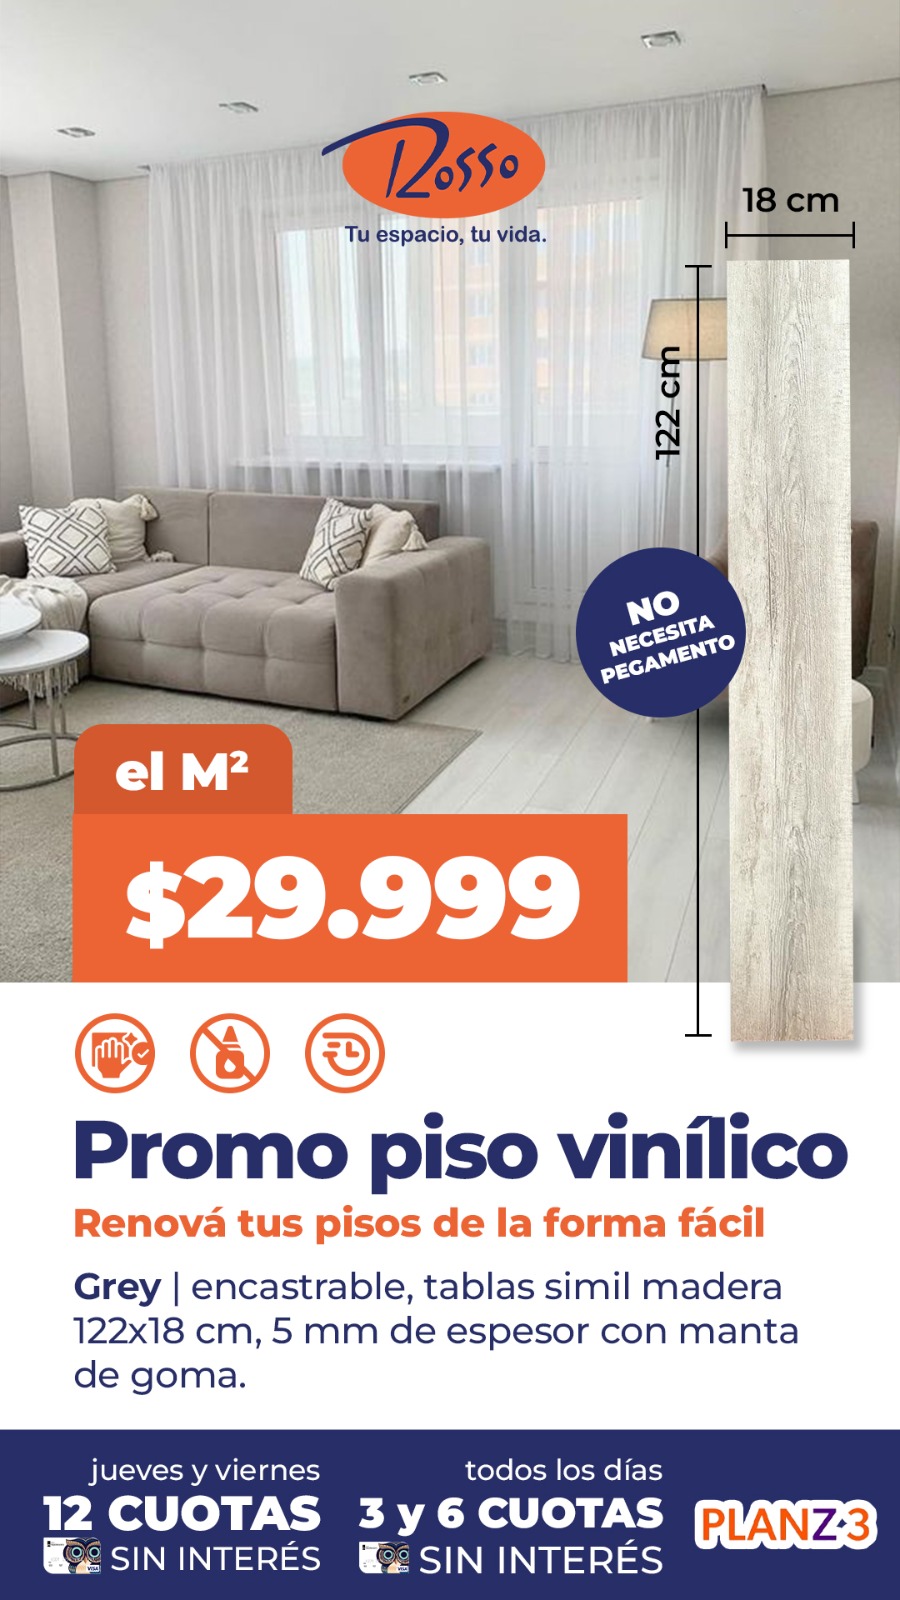 Rosso
Tu espacio, tu vida.
18 cm
122 cm
NO
NECESITA
PEGAMENTO
el M²
$29.999
Promo piso vinílico
Renová tus pisos de la forma fácil
Grey | encastrable, tablas simil madera
122x18 cm, 5 mm de espesor con manta
de goma.
jueves y viernes
12 CUOTAS
SIN INTERÉS
todos los días
3 y 6 CUOTAS
SIN INTERÉS
PLANZ·3